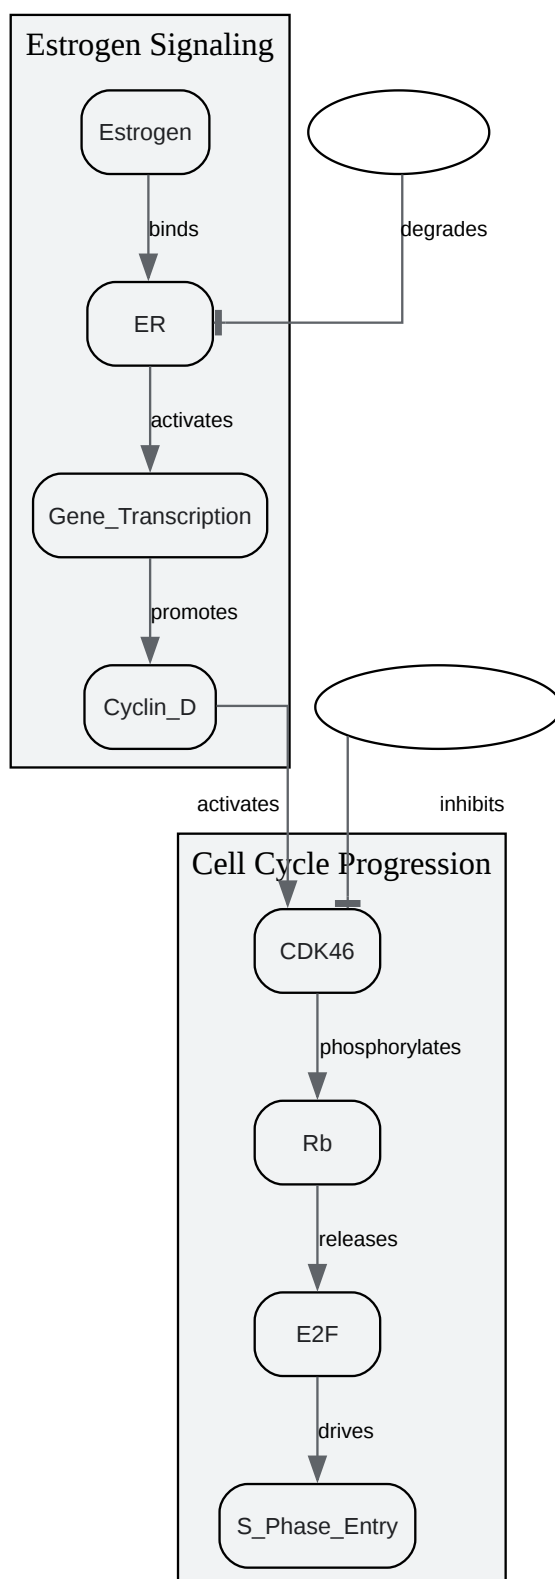 Estrogen Signaling
Estrogen
binds
degrades
ER
activates
Gene_Transcription
promotes
Cyclin_D
activates
inhibits
Cell Cycle Progression
CDK46
phosphorylates
Rb
releases
E2F
drives
S_Phase_Entry